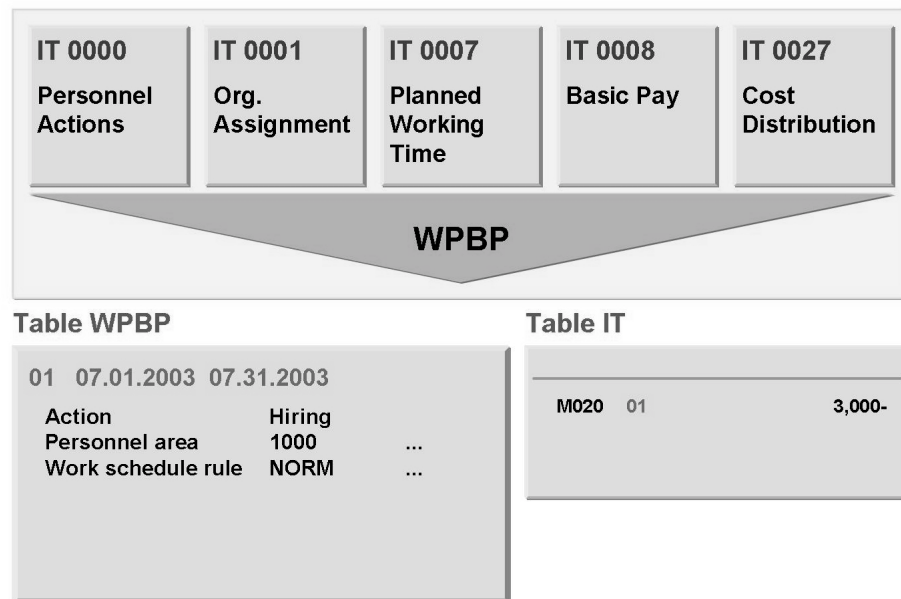 IT 0000
Personnel
Actions
IT 0001
Org.
Assignment
IT 0007
Planned
Working
Time
IT 0008
Basic Pay
IT 0027
Cost
Distribution
WPBP
Table WPBP
01 07.01.2003 07.31.2003
Action Hiring
Personnel area 1000 ...
Work schedule rule NORM ...
Table IT
M020 01 3,000-